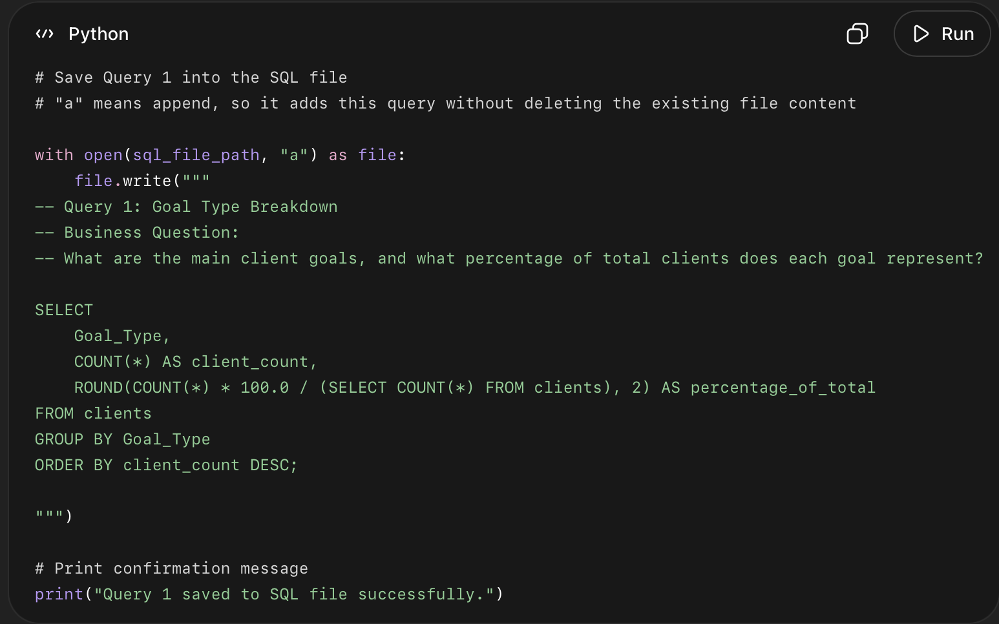 Python
Run
# Save Query 1 into the SQL file
# "a" means append, so it adds this query without deleting the existing file content
with open(sql_file_path, "a") as file:
    file.write("""
-- Query 1: Goal Type Breakdown
-- Business Question:
-- What are the main client goals, and what percentage of total clients does each goal represent?
SELECT
    Goal_Type,
    COUNT(*) AS client_count,
    ROUND(COUNT(*) * 100.0 / (SELECT COUNT(*) FROM clients), 2) AS percentage_of_total
FROM clients
GROUP BY Goal_Type
ORDER BY client_count DESC;
""")
# Print confirmation message
print("Query 1 saved to SQL file successfully.")